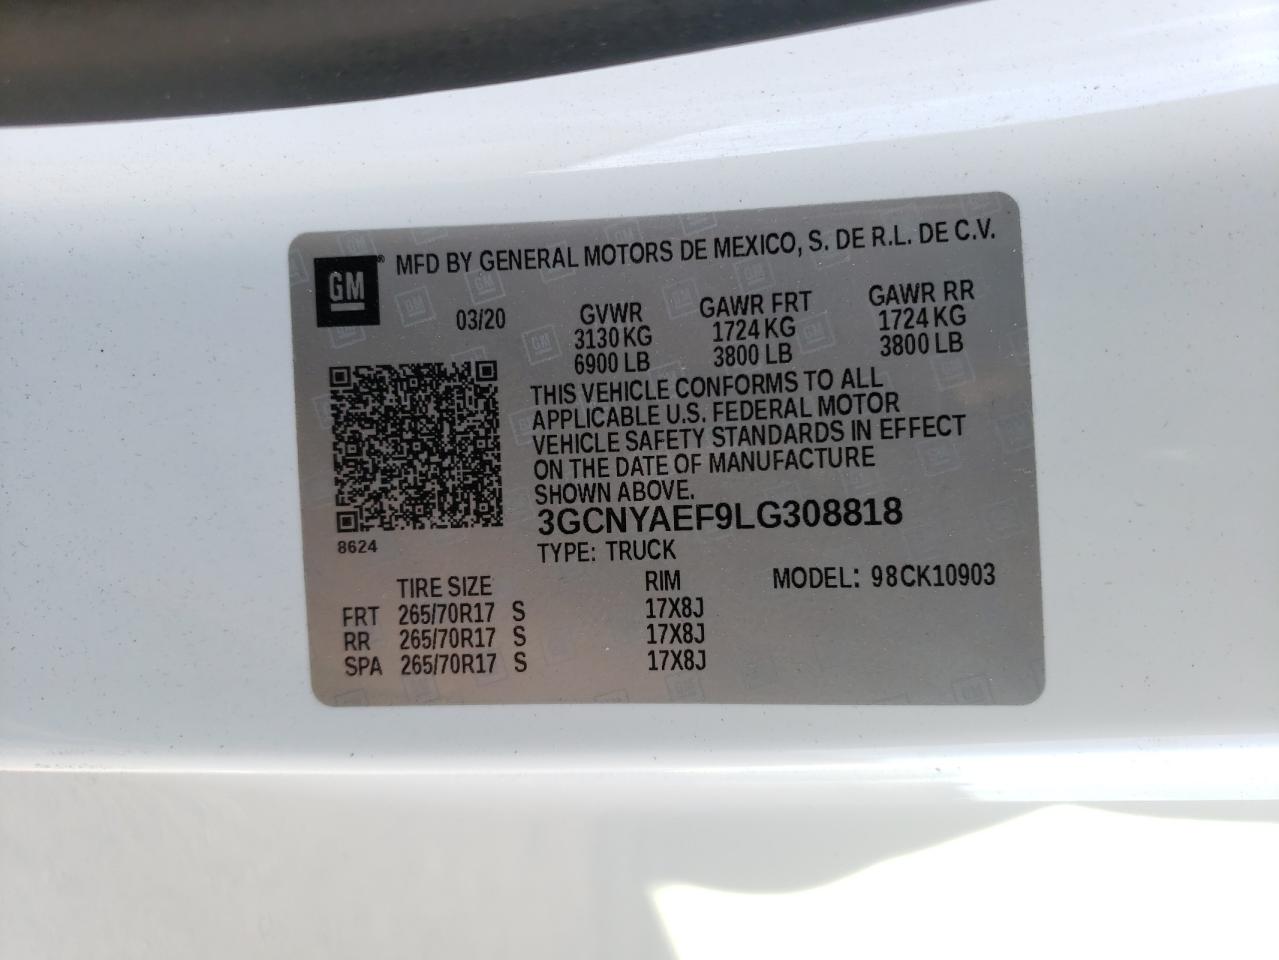 GM® MFD BY GENERAL MOTORS DE MEXICO, S. DE R.L. DE C.V.
03/20 GVWR GAWR FRT GAWR RR
3130 KG 1724 KG 1724 KG
6900 LB 3800 LB 3800 LB
THIS VEHICLE CONFORMS TO ALL
APPLICABLE U.S. FEDERAL MOTOR
VEHICLE SAFETY STANDARDS IN EFFECT
ON THE DATE OF MANUFACTURE
SHOWN ABOVE.
3GCNYAEF9LG308818
8624 TYPE: TRUCK
TIRE SIZE RIM MODEL: 98CK10903
FRT 265/70R17 S 17X8J
RR 265/70R17 S 17X8J
SPA 265/70R17 S 17X8J